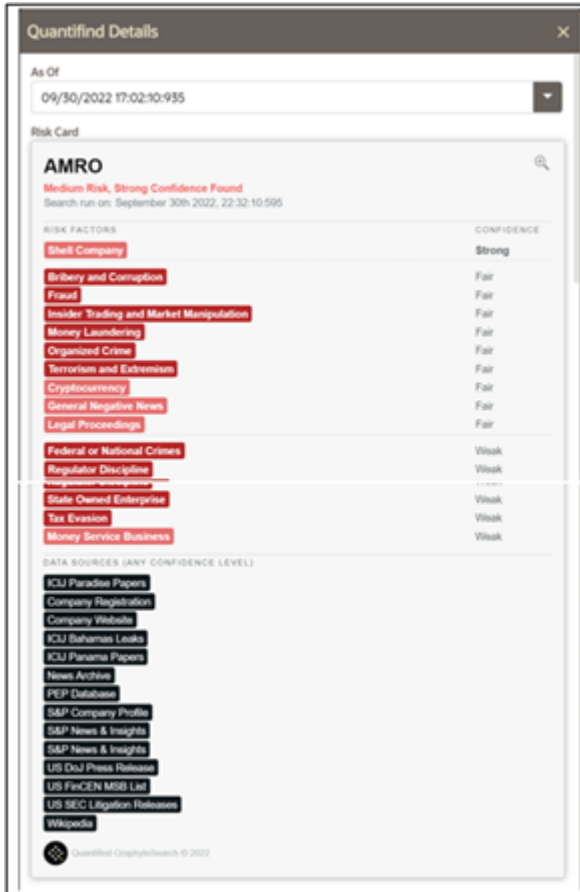 Quantifind Details ×
As Of
09/30/2022 17:02:10:935
Risk Card
AMRO
Medium Risk, Strong Confidence Found
Search run on: September 30th 2022, 22:32:10:595
RISK FACTORS CONFIDENCE
Shell Company Strong
Bribery and Corruption Fair
Fraud Fair
Insider Trading and Market Manipulation Fair
Money Laundering Fair
Organized Crime Fair
Terrorism and Extremism Fair
Cryptocurrency Fair
General Negative News Fair
Legal Proceedings Fair
Federal or National Crimes Weak
Regulator Discipline Weak
State Owned Enterprise Weak
Tax Evasion Weak
Money Service Business Weak
DATA SOURCES (ANY CONFIDENCE LEVEL)
ICIJ Paradise Papers
Company Registration
Company Website
ICIJ Bahamas Leaks
ICIJ Panama Papers
News Archive
PEP Database
S&P Company Profile
S&P News & Insights
S&P News & Insights
US DoJ Press Release
US FinCEN MSB List
US SEC Litigation Releases
Wikipedia
Quantifind GraphyteSearch © 2022